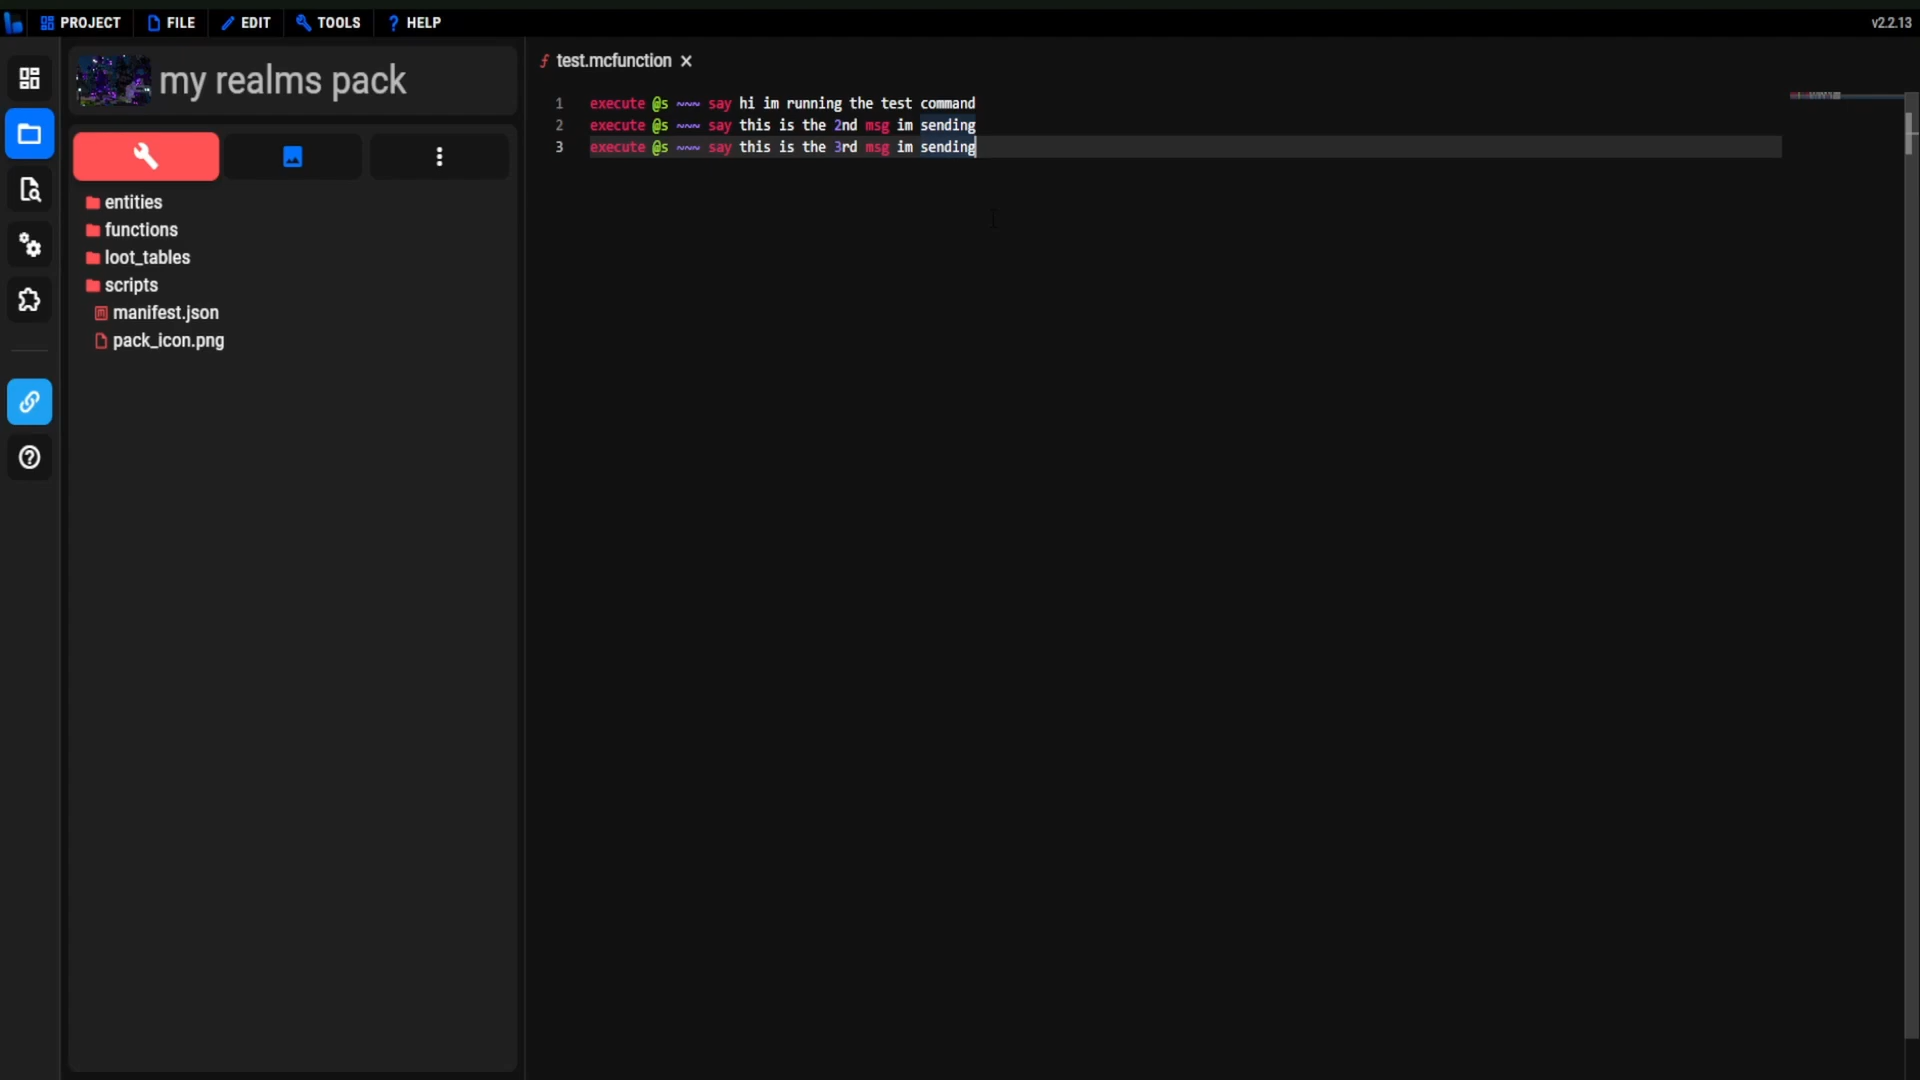 PROJECT FILE EDIT TOOLS HELP v2.2.13
my realms pack
entities
functions
loot_tables
scripts
manifest.json
pack_icon.png
test.mcfunction
1 execute @s ~~~ say hi im running the test command
2 execute @s ~~~ say this is the 2nd msg im sending
3 execute @s ~~~ say this is the 3rd msg im sending